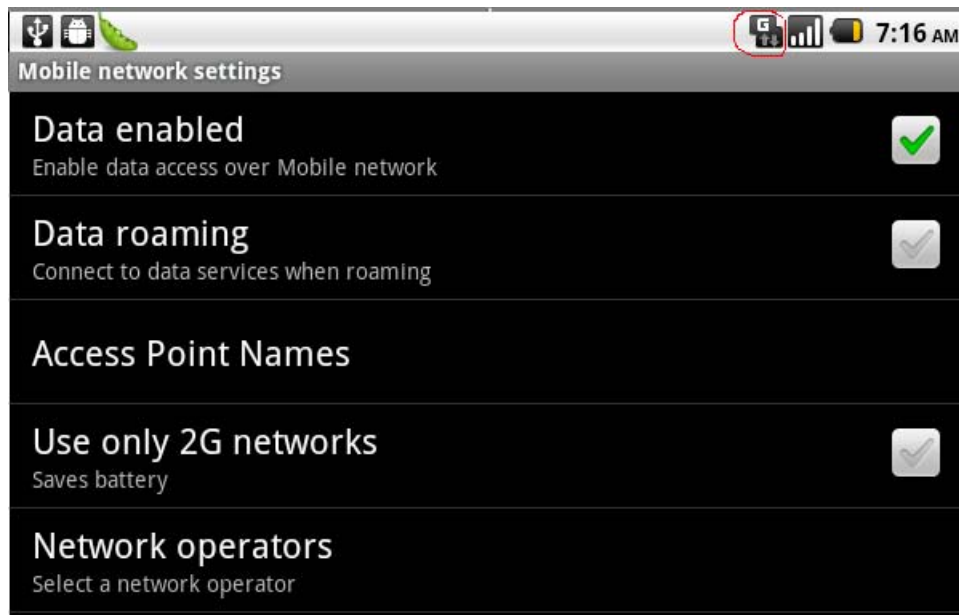 G 7:16 AM
Mobile network settings
Data enabled
Enable data access over Mobile network
Data roaming
Connect to data services when roaming
Access Point Names
Use only 2G networks
Saves battery
Network operators
Select a network operator